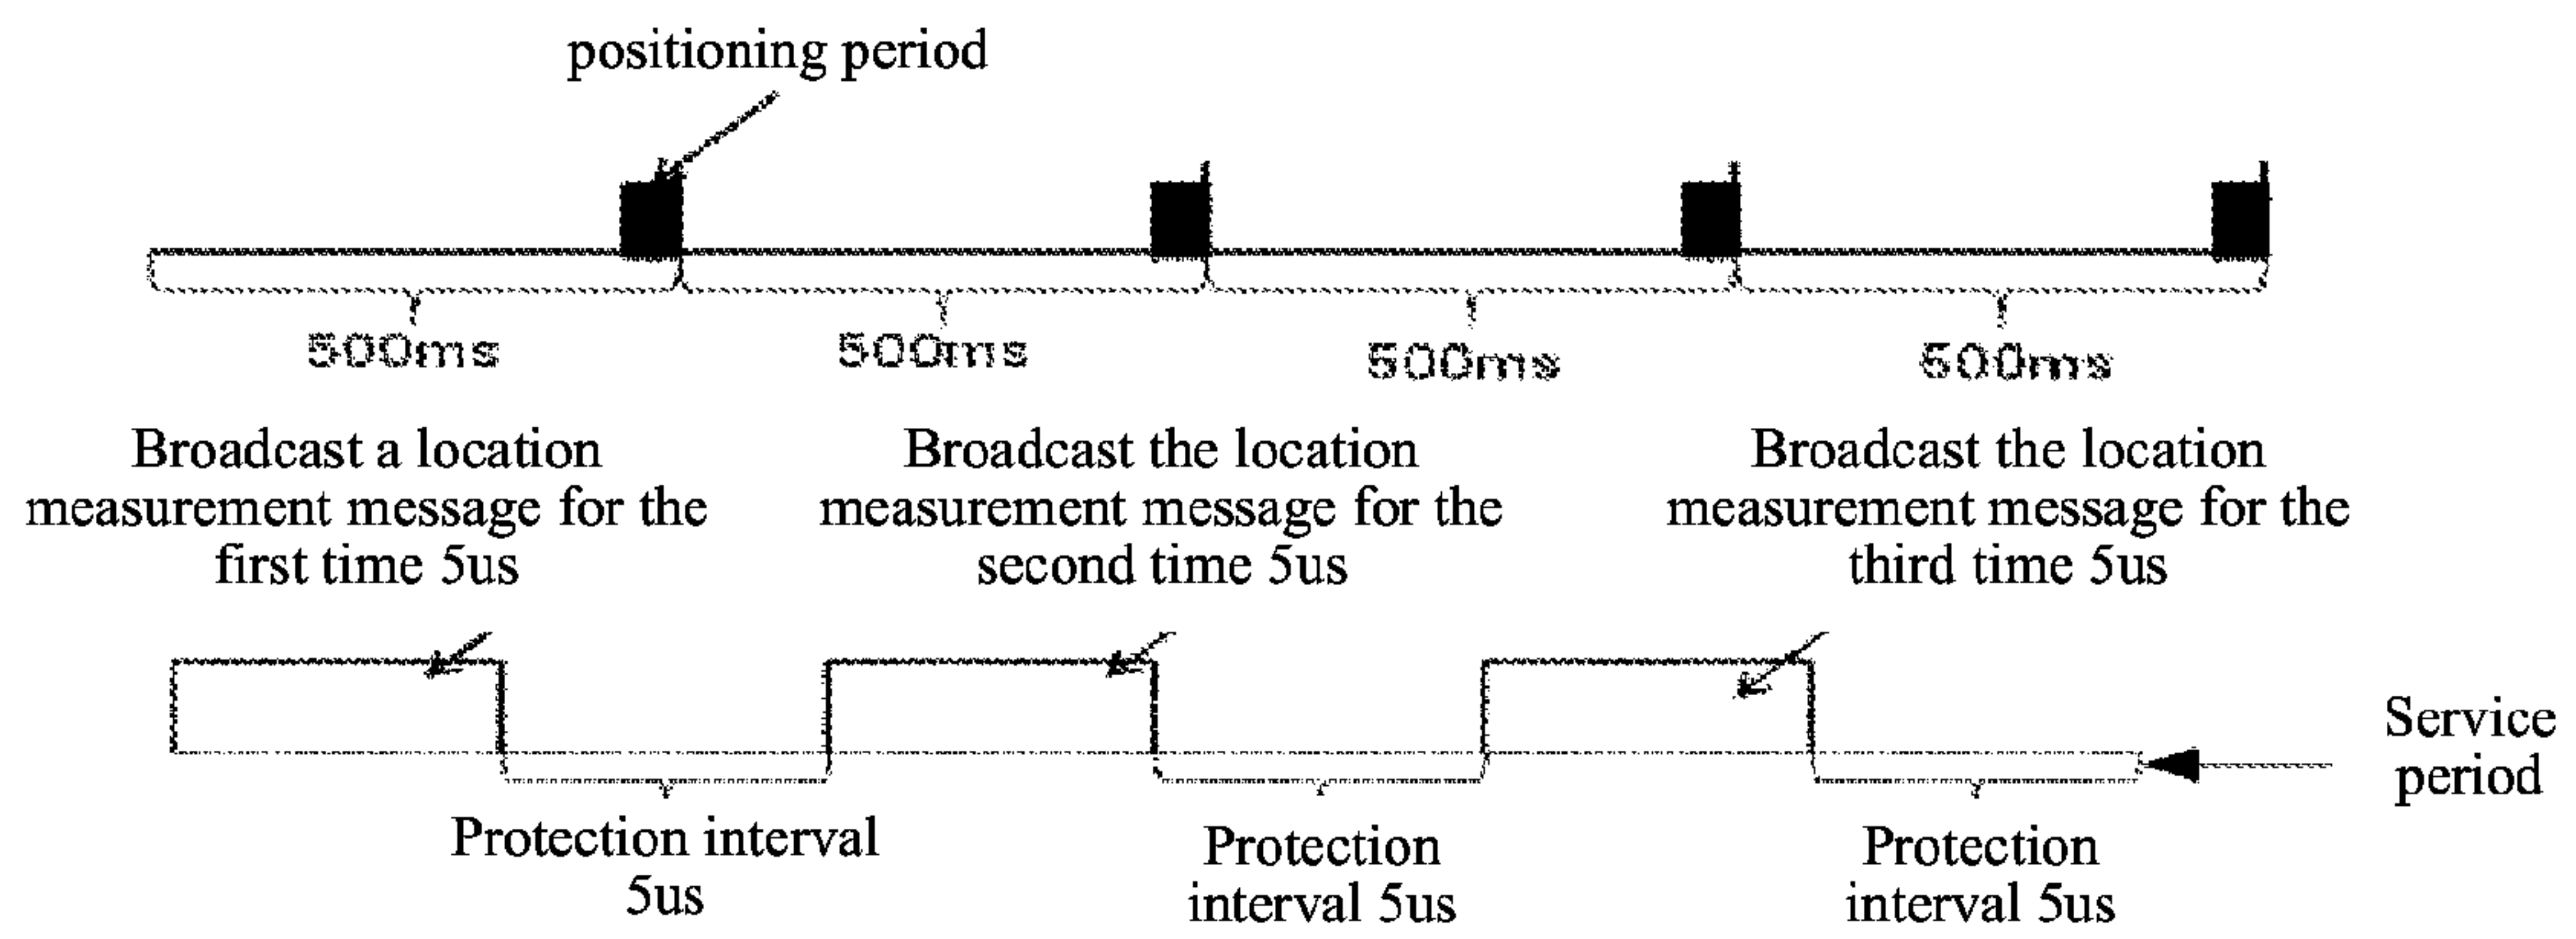 positioning period
500ms
500ms
500ms
500ms
Broadcast a location
measurement message for the
first time 5us
Broadcast the location
measurement message for the
second time 5us
Broadcast the location
measurement message for the
third time 5us
Service
period
Protection interval
5us
Protection
interval 5us
Protection
interval 5us